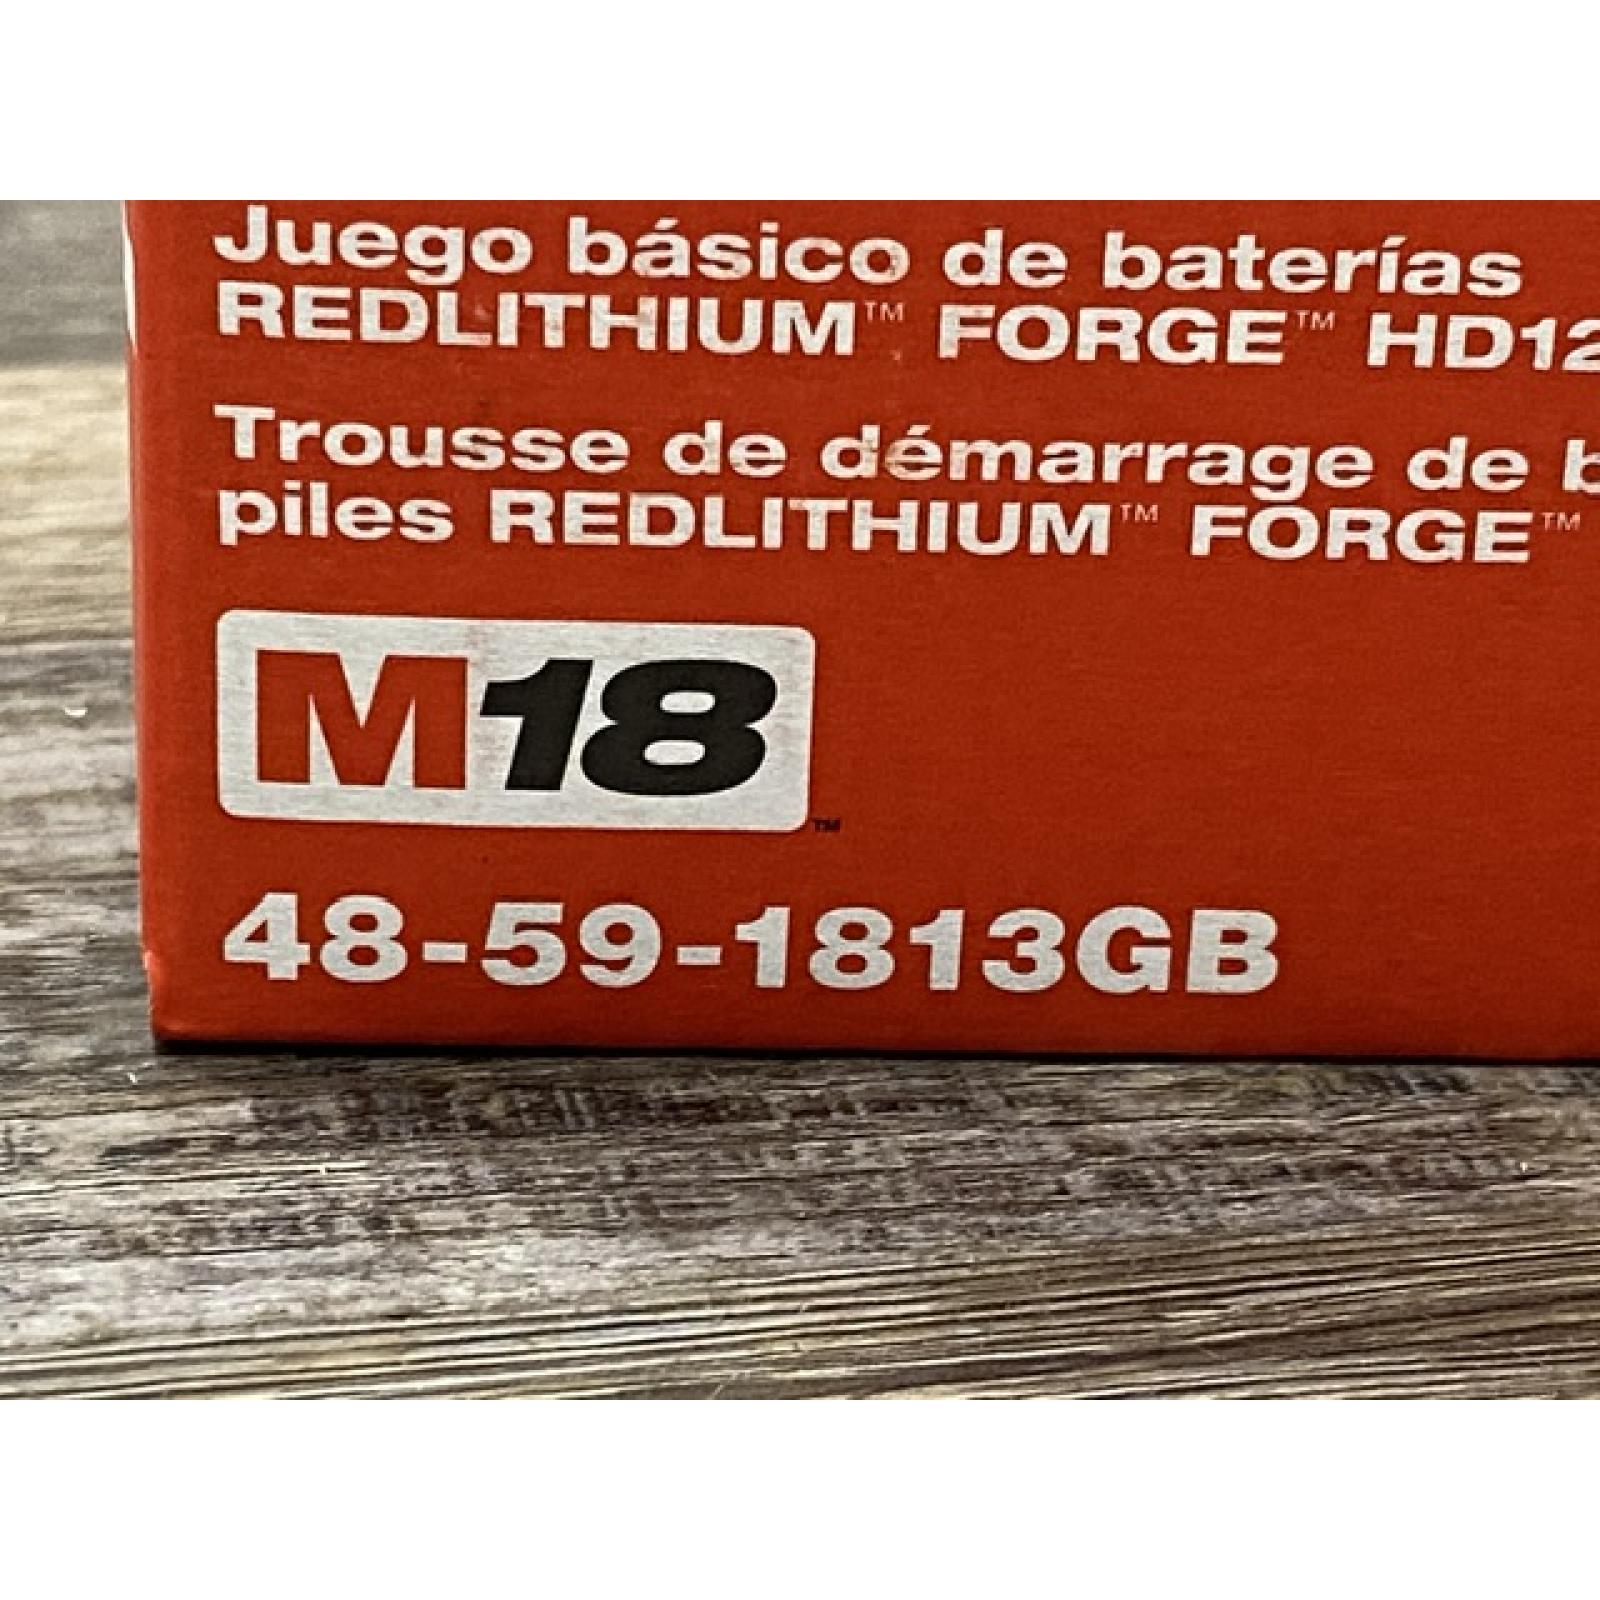 Juego básico de baterías
REDLITHIUM™ FORGE™ HD12
Trousse de démarrage de b
piles REDLITHIUM™ FORGE™
M18™
48-59-1813GB